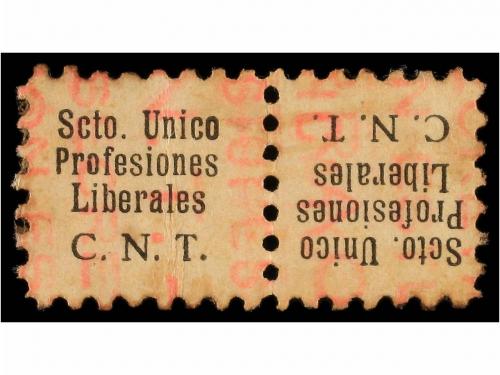 Scto. Unico
Profesiones
Liberales
C. N. T.
Scto. Unico
Profesiones
Liberales
C. N. T.